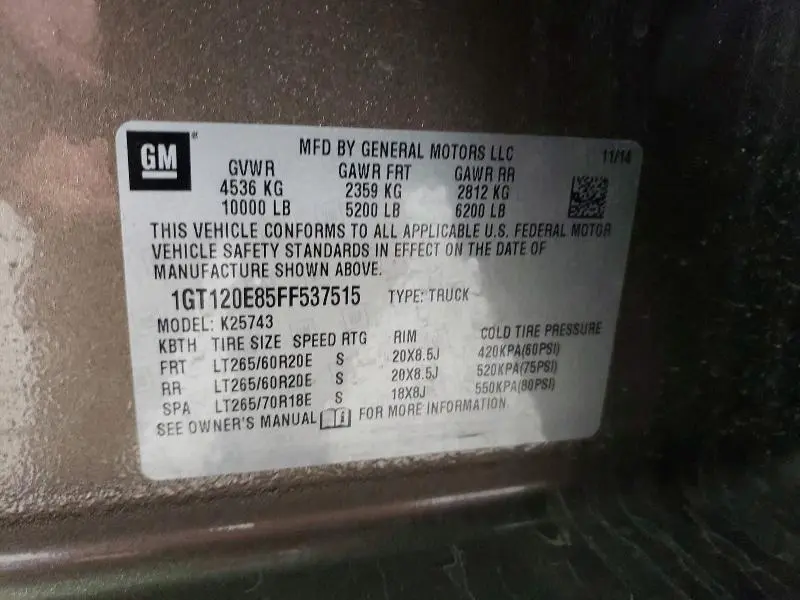 GM
MFD BY GENERAL MOTORS LLC 11/14
GVWR GAWR FRT GAWR RR
4536 KG 2359 KG 2812 KG
10000 LB 5200 LB 6200 LB
THIS VEHICLE CONFORMS TO ALL APPLICABLE U.S. FEDERAL MOTOR
VEHICLE SAFETY STANDARDS IN EFFECT ON THE DATE OF
MANUFACTURE SHOWN ABOVE.
1GT120E85FF537515 TYPE: TRUCK
MODEL: K25743
KBTH TIRE SIZE SPEED RTG RIM COLD TIRE PRESSURE
FRT LT265/60R20E S 20X8.5J 420KPA(60PSI)
RR LT265/60R20E S 20X8.5J 520KPA(75PSI)
SPA LT265/70R18E S 18X8J 550KPA(80PSI)
SEE OWNER'S MANUAL FOR MORE INFORMATION